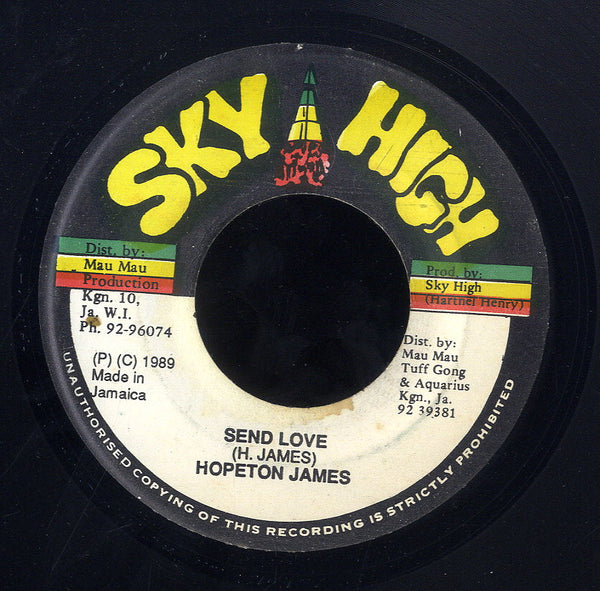 SKY HIGH
Dist. by:
Mau Mau
Production
Kgn. 10,
Ja, W.I.
Ph. 92-96074
(P) (C) 1989
Made in
Jamaica
Prod. by:
Sky High
(Hartnel Henry)
Dist. by:
Mau Mau
Tuff Gong
& Aquarius
Kgn., Ja.
92 39381
SEND LOVE
(H. JAMES)
HOPETON JAMES
UNAUTHORISED COPYING OF THIS RECORDING IS STRICTLY PROHIBITED